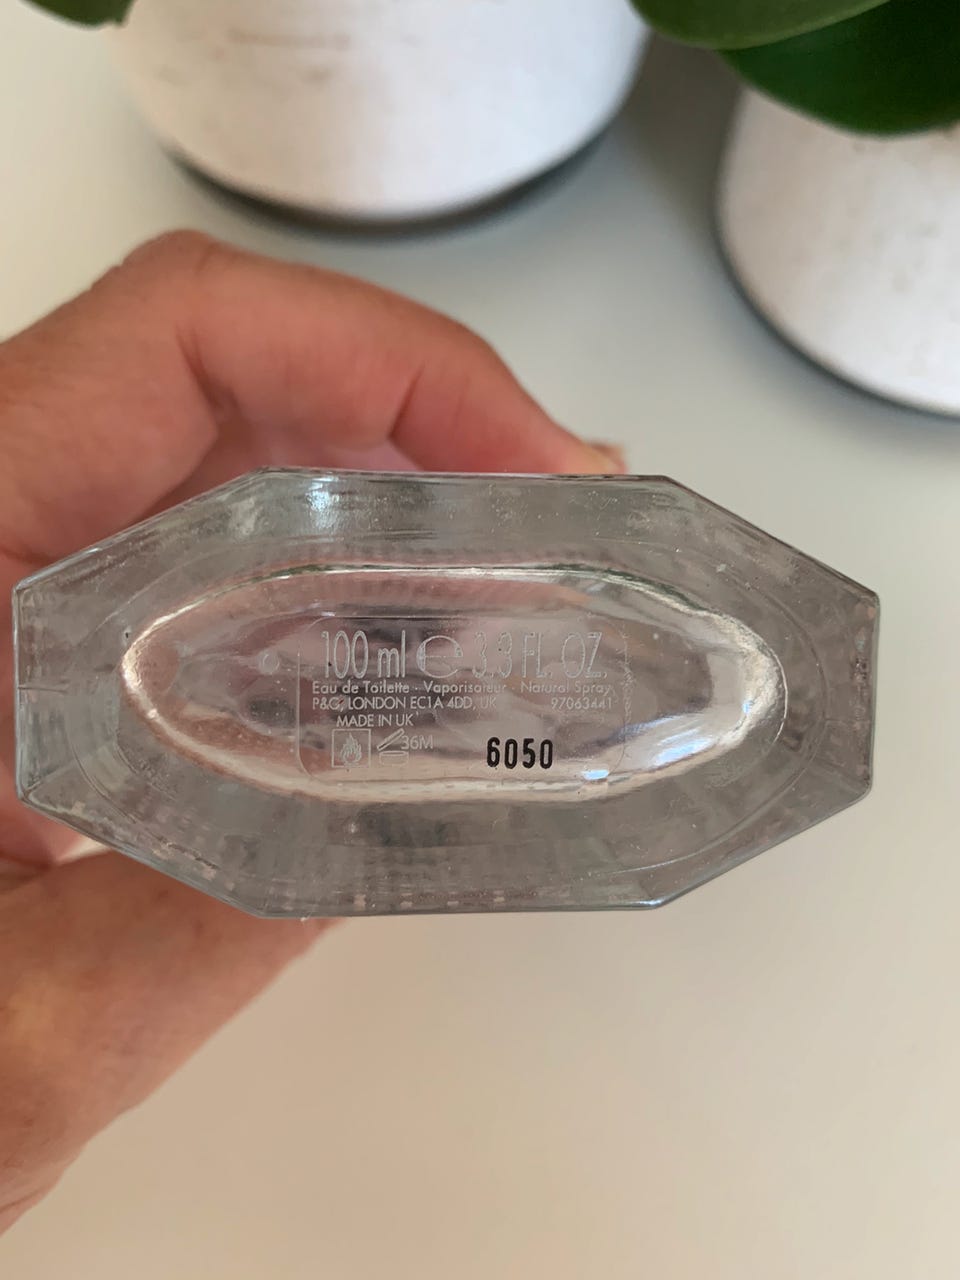 100 ml ℮ 3.3 FL. OZ.
Eau de Toilette · Vaporisateur · Natural Spray
P&G, LONDON EC1A 4DD, UK 97063441
MADE IN UK
36M
6050